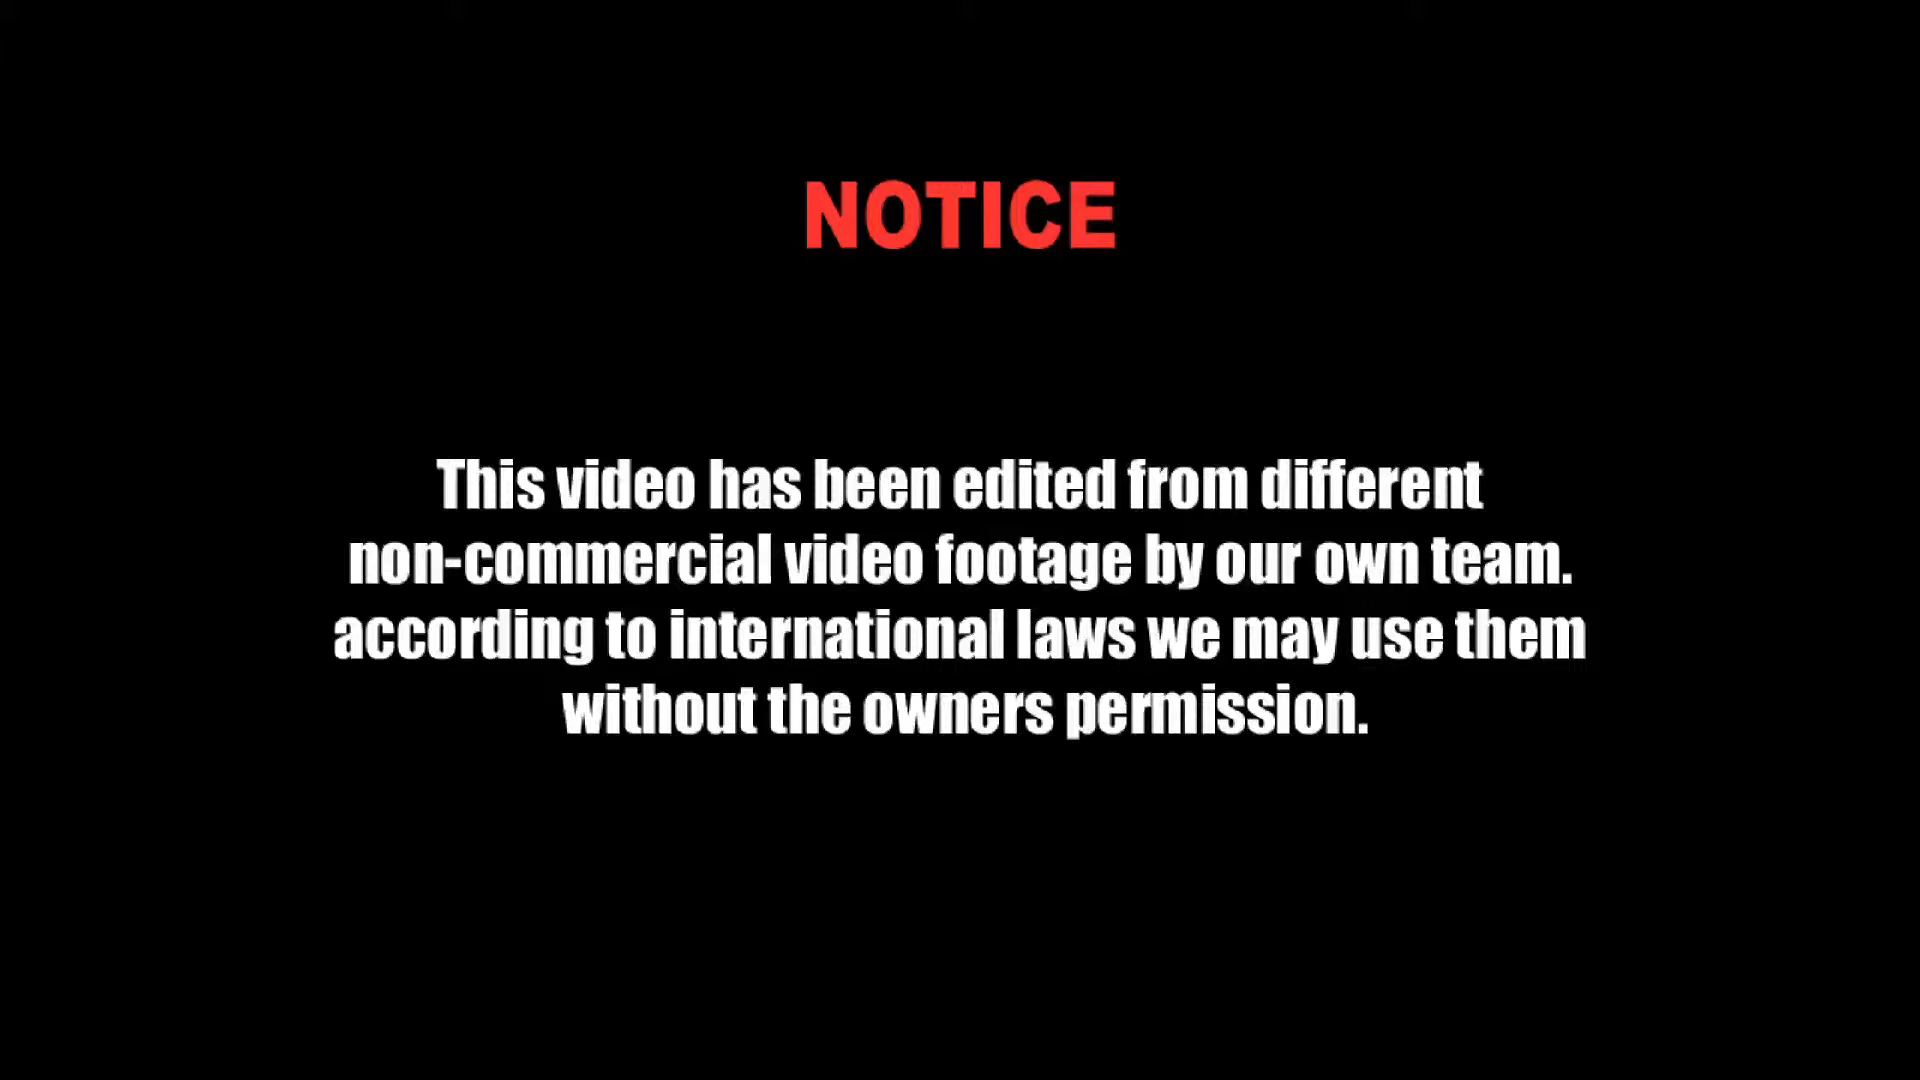 NOTICE
This video has been edited from different
non-commercial video footage by our own team.
according to international laws we may use them
without the owners permission.